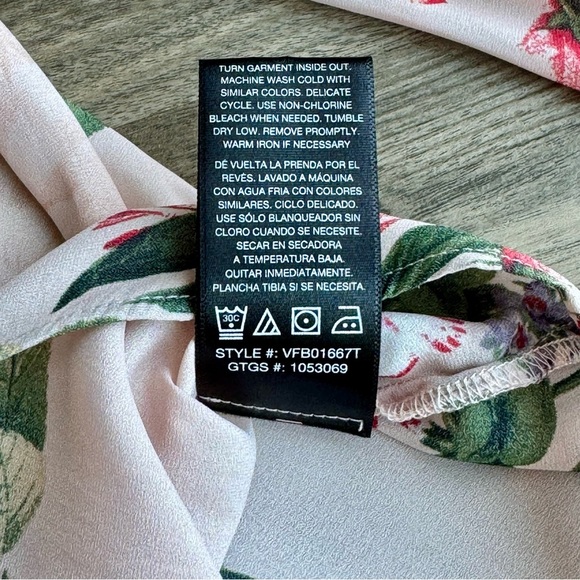 TURN GARMENT INSIDE OUT.
MACHINE WASH COLD WITH
SIMILAR COLORS. DELICATE
CYCLE. USE NON-CHLORINE
BLEACH WHEN NEEDED. TUMBLE
DRY LOW. REMOVE PROMPTLY.
WARM IRON IF NECESSARY
DÉ VUELTA LA PRENDA POR EL
REVÉS. LAVADO A MÁQUINA
CON AGUA FRIA CON COLORES
SIMILARES. CICLO DELICADO.
USE SÓLO BLANQUEADOR SIN
CLORO CUANDO SE NECESITE.
SECAR EN SECADORA
A TEMPERATURA BAJA.
QUITAR INMEDIATAMENTE.
PLANCHA TIBIA SI SE NECESITA.
30C
STYLE #: VFB01667T
GTGS #: 1053069